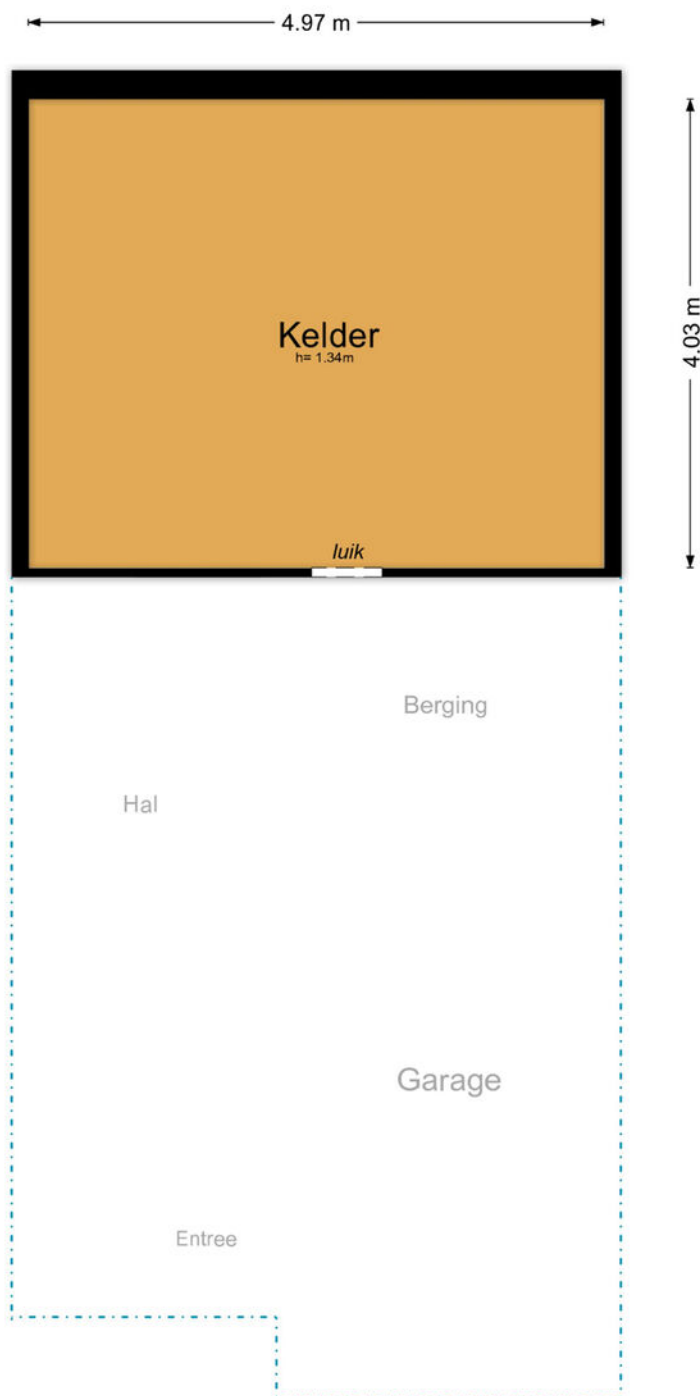 4.97 m
4.03 m
Kelder
h= 1.34m
luik
Berging
Hal
Garage
Entree